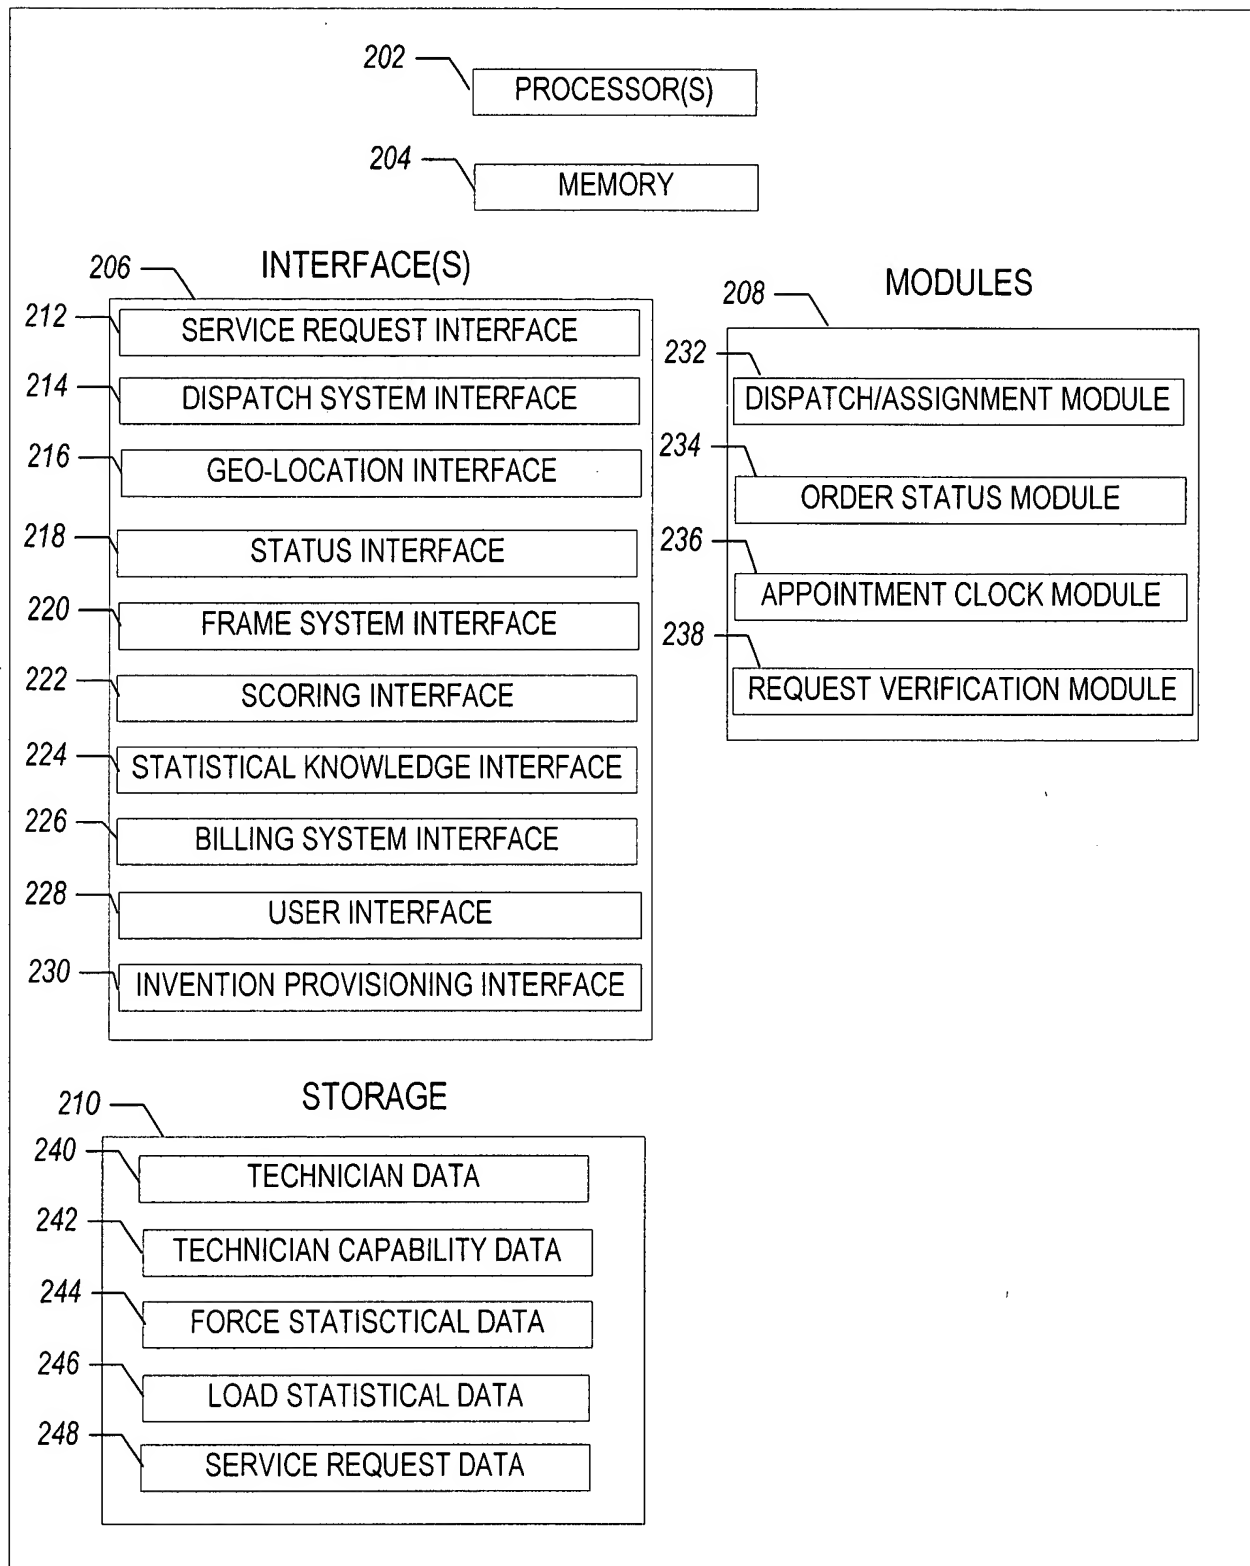 202
PROCESSOR(S)
204
MEMORY
INTERFACE(S)
206
212
SERVICE REQUEST INTERFACE
214
DISPATCH SYSTEM INTERFACE
216
GEO-LOCATION INTERFACE
218
STATUS INTERFACE
220
FRAME SYSTEM INTERFACE
222
SCORING INTERFACE
224
STATISTICAL KNOWLEDGE INTERFACE
226
BILLING SYSTEM INTERFACE
228
USER INTERFACE
230
INVENTION PROVISIONING INTERFACE
MODULES
208
232
DISPATCH/ASSIGNMENT MODULE
234
ORDER STATUS MODULE
236
APPOINTMENT CLOCK MODULE
238
REQUEST VERIFICATION MODULE
STORAGE
210
240
TECHNICIAN DATA
242
TECHNICIAN CAPABILITY DATA
244
FORCE STATISCTICAL DATA
246
LOAD STATISTICAL DATA
248
SERVICE REQUEST DATA